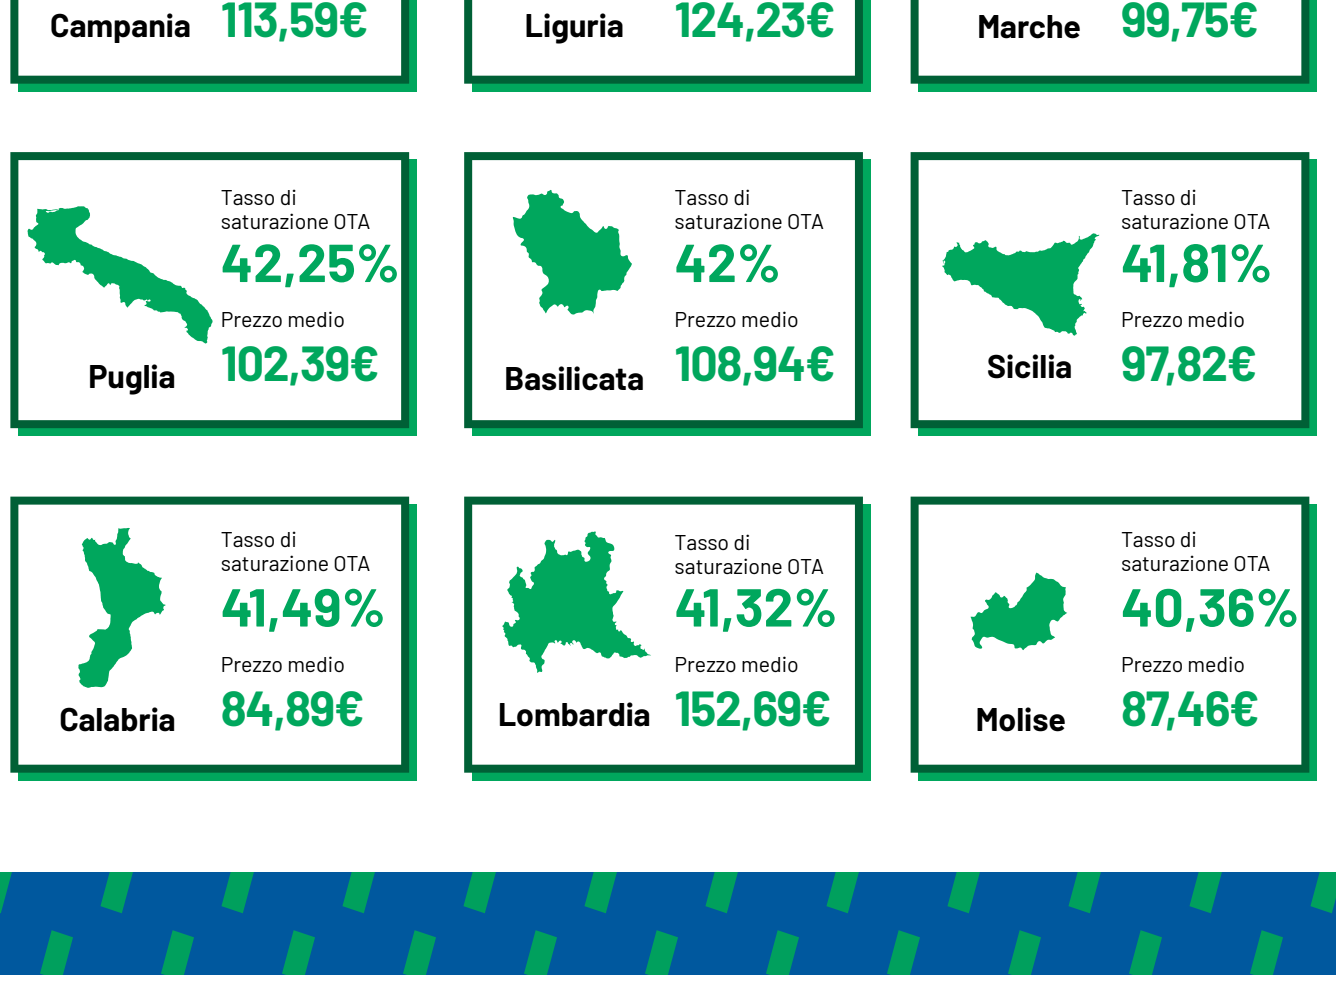 Campania
113,59€
Liguria
124,23€
Marche
99,75€
Tasso di
saturazione OTA
42,25%
Prezzo medio
102,39€
Puglia
Tasso di
saturazione OTA
42%
Prezzo medio
108,94€
Basilicata
Tasso di
saturazione OTA
41,81%
Prezzo medio
97,82€
Sicilia
Tasso di
saturazione OTA
41,49%
Prezzo medio
84,89€
Calabria
Tasso di
saturazione OTA
41,32%
Prezzo medio
152,69€
Lombardia
Tasso di
saturazione OTA
40,36%
Prezzo medio
87,46€
Molise